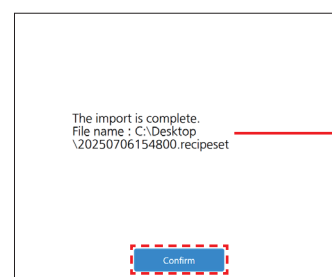 The import is complete.
File name : C:\Desktop
\20250706154800.recipeset
Confirm